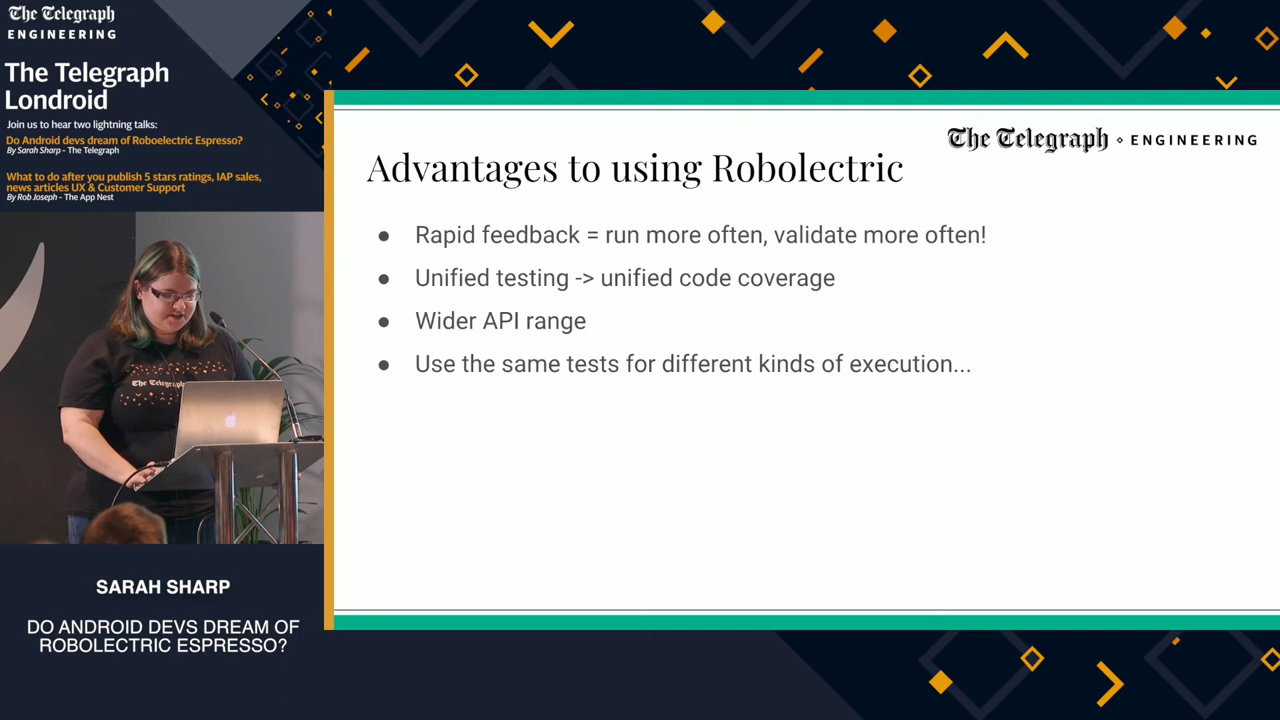 The Telegraph
ENGINEERING
The Telegraph
Londroid
Join us to hear two lightning talks:
Do Android devs dream of Roboelectric Espresso?
By Sarah Sharp - The Telegraph
What to do after you publish 5 stars ratings, IAP sales,
news articles UX & Customer Support
By Rob Joseph - The App Nest
The Telegraph
SARAH SHARP
DO ANDROID DEVS DREAM OF
ROBOLECTRIC ESPRESSO?
The Telegraph ENGINEERING
Advantages to using Robolectric
● Rapid feedback = run more often, validate more often!
● Unified testing -> unified code coverage
● Wider API range
● Use the same tests for different kinds of execution...